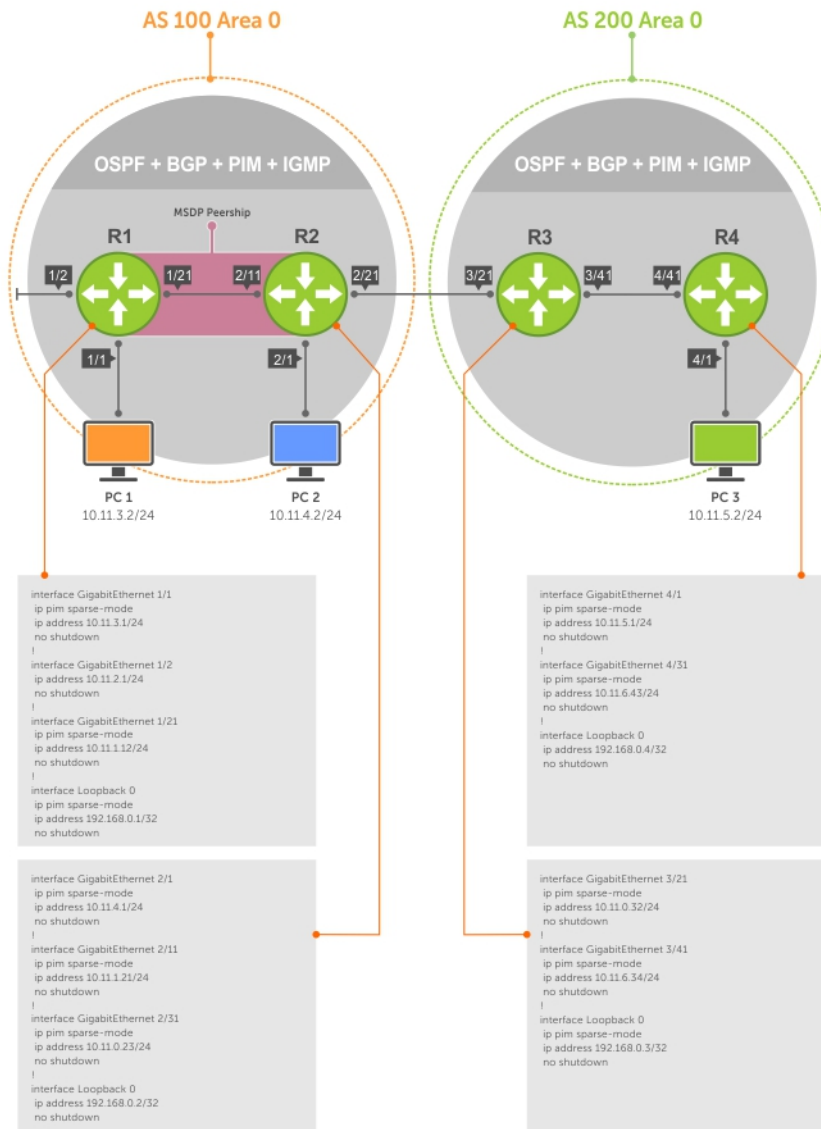 AS 100 Area 0
AS 200 Area 0
OSPF + BGP + PIM + IGMP
OSPF + BGP + PIM + IGMP
MSDP Peership
R1
R2
R3
R4
1/2
1/21
2/11
2/21
3/21
3/41
4/41
1/1
2/1
4/1
PC 1
10.11.3.2/24
PC 2
10.11.4.2/24
PC 3
10.11.5.2/24
interface GigabitEthernet 1/1
ip pim sparse-mode
ip address 10.11.3.1/24
no shutdown
!
interface GigabitEthernet 1/2
ip address 10.11.2.1/24
no shutdown
!
interface GigabitEthernet 1/21
ip pim sparse-mode
ip address 10.11.1.12/24
no shutdown
!
interface Loopback 0
ip pim sparse-mode
ip address 192.168.0.1/32
no shutdown
interface GigabitEthernet 4/1
ip pim sparse-mode
ip address 10.11.5.1/24
no shutdown
!
interface GigabitEthernet 4/31
ip pim sparse-mode
ip address 10.11.6.43/24
no shutdown
!
interface Loopback 0
ip address 192.168.0.4/32
no shutdown
interface GigabitEthernet 2/1
ip pim sparse-mode
ip address 10.11.4.1/24
no shutdown
!
interface GigabitEthernet 2/11
ip pim sparse-mode
ip address 10.11.1.21/24
no shutdown
!
interface GigabitEthernet 2/31
ip pim sparse-mode
ip address 10.11.0.23/24
no shutdown
!
interface Loopback 0
ip address 192.168.0.2/32
no shutdown
interface GigabitEthernet 3/21
ip pim sparse-mode
ip address 10.11.0.32/24
no shutdown
!
interface GigabitEthernet 3/41
ip pim sparse-mode
ip address 10.11.6.34/24
no shutdown
!
interface Loopback 0
ip pim sparse-mode
ip address 192.168.0.3/32
no shutdown